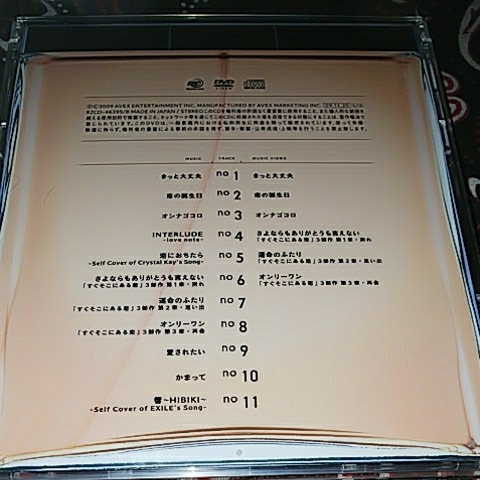 DVD
VIDEO
Ⓟ©2009 AVEX ENTERTAINMENT INC. MANUFACTURED BY AVEX MARKETING INC.
RZCD-46395/B MADE IN JAPAN / STEREO
MUSIC TRACK MUSIC VIDEO
きっと大丈夫 no 1 きっと大丈夫
恋の誕生日 no 2 恋の誕生日
オンナゴコロ no 3 オンナゴコロ
INTERLUDE no 4 さよならもありがとうも言えない
~love note~ 「すぐそこにある恋」3部作 第1章・別れ
恋におちたら no 5 運命のふたり
~Self Cover of Crystal Kay's Song~ 「すぐそこにある恋」3部作 第2章・思い出
さよならもありがとうも言えない no 6 オンリーワン
「すぐそこにある恋」3部作 第1章・別れ 「すぐそこにある恋」3部作 第3章・再会
運命のふたり no 7
「すぐそこにある恋」3部作 第2章・思い出
オンリーワン no 8
「すぐそこにある恋」3部作 第3章・再会
愛されたい no 9
かまって no 10
響~HIBIKI~ no 11
~Self Cover of EXILE's Song~